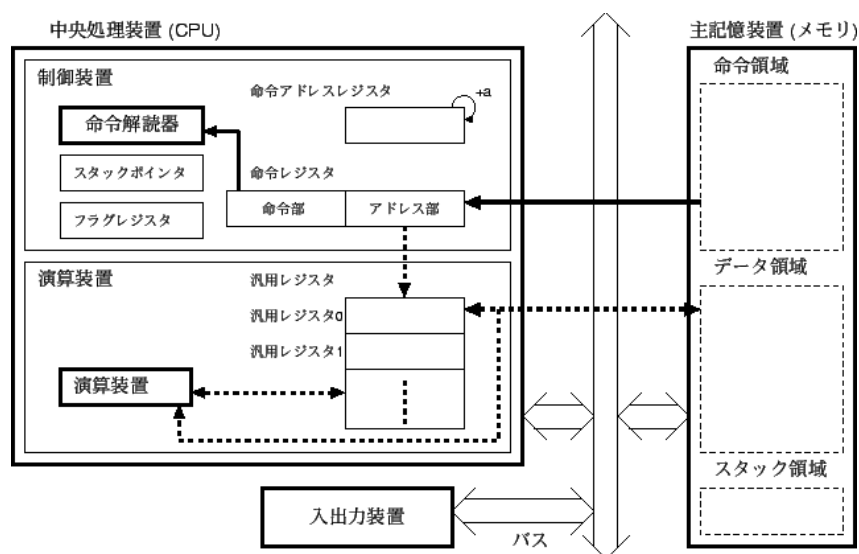 中央処理装置 (CPU)
主記憶装置 (メモリ)
制御装置
命令アドレスレジスタ
+a
命令領域
命令解読器
スタックポインタ
命令レジスタ
フラグレジスタ
命令部
アドレス部
データ領域
演算装置
汎用レジスタ
汎用レジスタ0
汎用レジスタ1
演算装置
スタック領域
入出力装置
バス